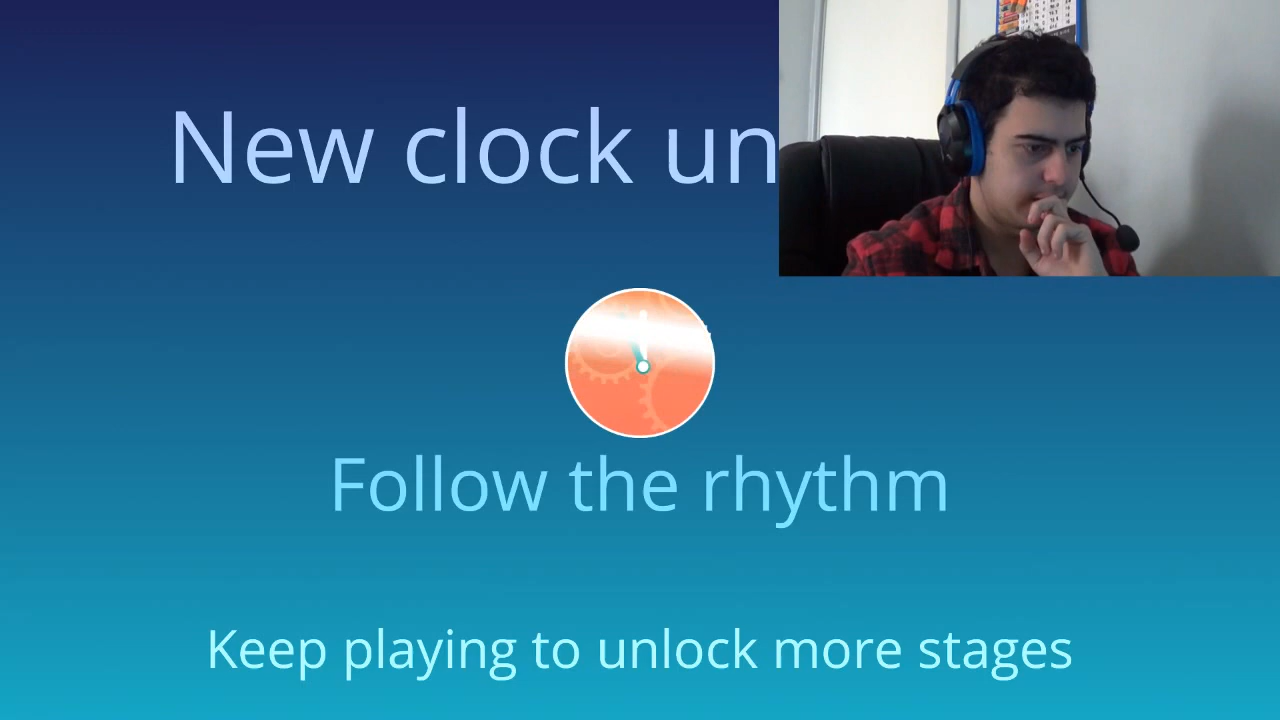 New clock un
Follow the rhythm
Keep playing to unlock more stages